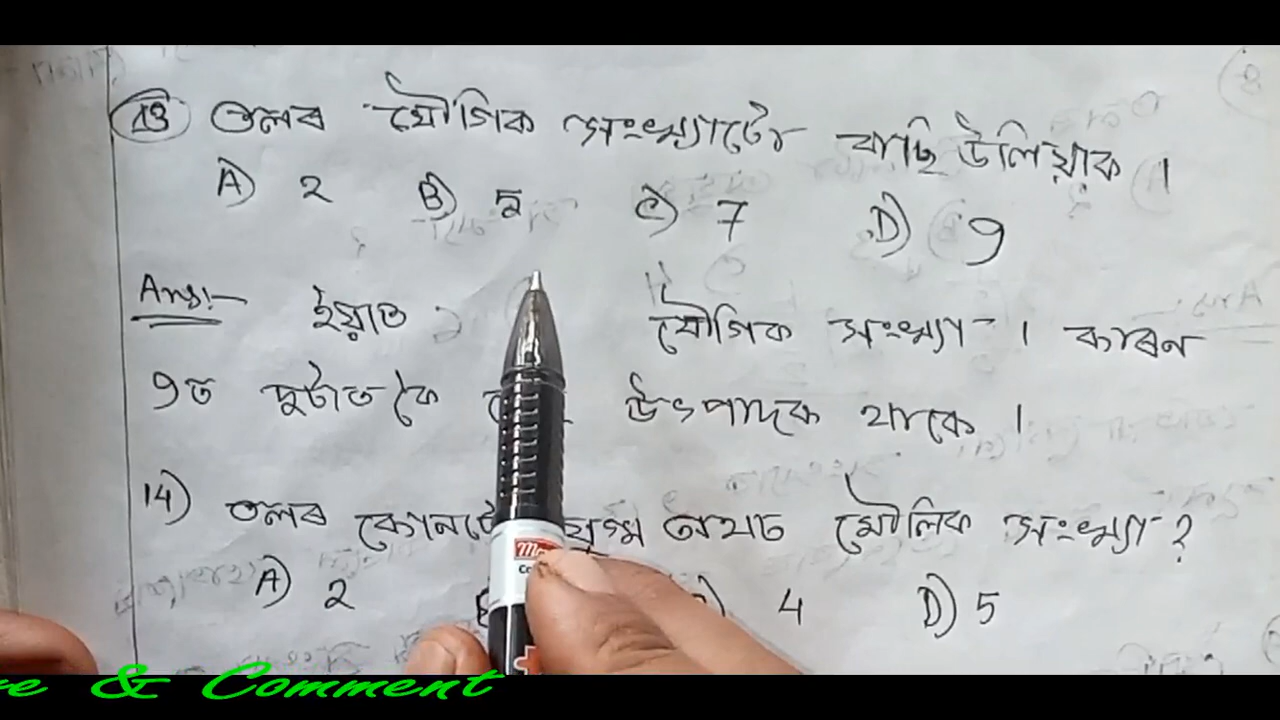 13 তলৰ যৌগিক সংখ্যাটো বাছি উলিয়াক ।
A) 2 B) 5 C) 7 D) 9
Ans:- ইয়াত যৌগিক সংখ্যা । কাৰন
9ত দুটাতকৈ উৎপাদক থাকে ।
14) তলৰ কোনটো যুগ্ম অথচ মৌলিক সংখ্যা ?
A) 2 4 D) 5
& Comment